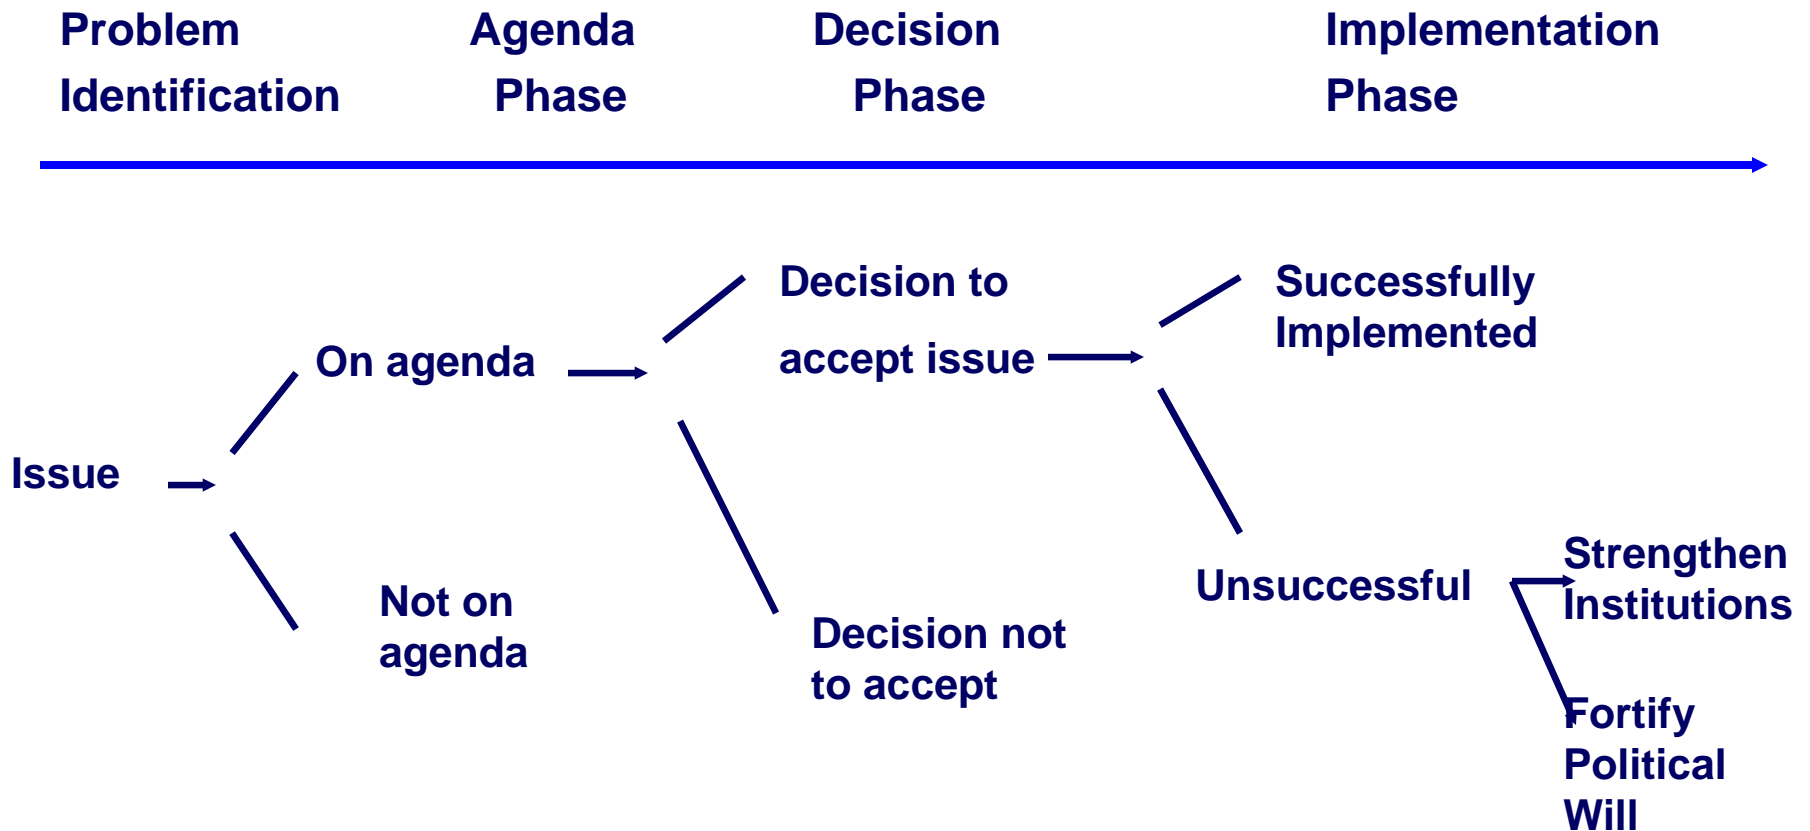 Problem
Identification
Agenda
Phase
Decision
Phase
Implementation
Phase
Issue
On agenda
Not on
agenda
Decision to
accept issue
Decision not
to accept
Successfully
Implemented
Unsuccessful
Strengthen
Institutions
Fortify
Political
Will